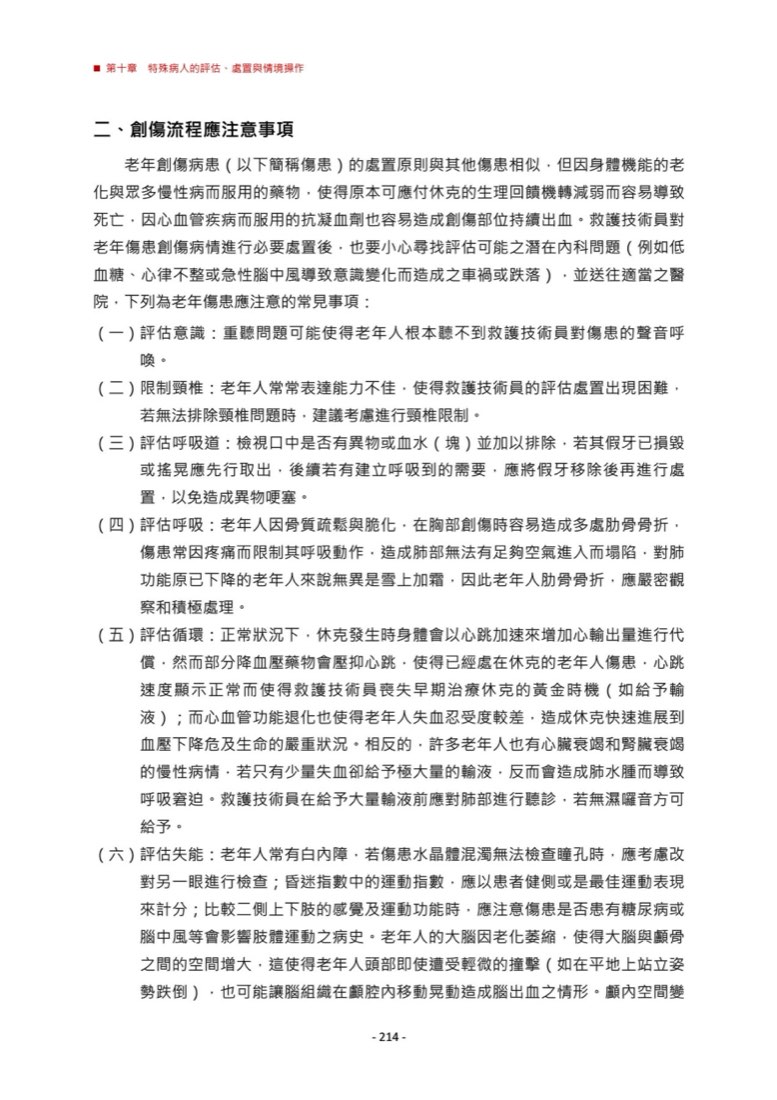 ■ 第十章　特殊病人的評估、處置與情境操作
二、創傷流程應注意事項
老年創傷病患（以下簡稱傷患）的處置原則與其他傷患相似，但因身體機能的老
化與眾多慢性病而服用的藥物，使得原本可應付休克的生理回饋機轉減弱而容易導致
死亡，因心血管疾病而服用的抗凝血劑也容易造成創傷部位持續出血。救護技術員對
老年傷患創傷病情進行必要處置後，也要小心尋找評估可能之潛在內科問題（例如低
血糖、心律不整或急性腦中風導致意識變化而造成之車禍或跌落），並送往適當之醫
院，下列為老年傷患應注意的常見事項：
（一）評估意識：重聽問題可能使得老年人根本聽不到救護技術員對傷患的聲音呼
喚。
（二）限制頸椎：老年人常常表達能力不佳，使得救護技術員的評估處置出現困難，
若無法排除頸椎問題時，建議考慮進行頸椎限制。
（三）評估呼吸道：檢視口中是否有異物或血水（塊）並加以排除，若其假牙已損毀
或搖晃應先行取出，後續若有建立呼吸到的需要，應將假牙移除後再進行處
置，以免造成異物哽塞。
（四）評估呼吸：老年人因骨質疏鬆與脆化，在胸部創傷時容易造成多處肋骨骨折，
傷患常因疼痛而限制其呼吸動作，造成肺部無法有足夠空氣進入而塌陷，對肺
功能原已下降的老年人來說無異是雪上加霜，因此老年人肋骨骨折，應嚴密觀
察和積極處理。
（五）評估循環：正常狀況下，休克發生時身體會以心跳加速來增加心輸出量進行代
償，然而部分降血壓藥物會壓抑心跳，使得已經處在休克的老年人傷患，心跳
速度顯示正常而使得救護技術員喪失早期治療休克的黃金時機（如給予輸
液）；而心血管功能退化也使得老年人失血忍受度較差，造成休克快速進展到
血壓下降危及生命的嚴重狀況。相反的，許多老年人也有心臟衰竭和腎臟衰竭
的慢性病情，若只有少量失血卻給予極大量的輸液，反而會造成肺水腫而導致
呼吸窘迫。救護技術員在給予大量輸液前應對肺部進行聽診，若無濕囉音方可
給予。
（六）評估失能：老年人常有白內障，若傷患水晶體混濁無法檢查瞳孔時，應考慮改
對另一眼進行檢查；昏迷指數中的運動指數，應以患者健側或是最佳運動表現
來計分；比較二側上下肢的感覺及運動功能時，應注意傷患是否患有糖尿病或
腦中風等會影響肢體運動之病史。老年人的大腦因老化萎縮，使得大腦與顱骨
之間的空間增大，這使得老年人頭部即使遭受輕微的撞擊（如在平地上站立姿
勢跌倒），也可能讓腦組織在顱腔內移動晃動造成腦出血之情形。顱內空間變
- 214 -